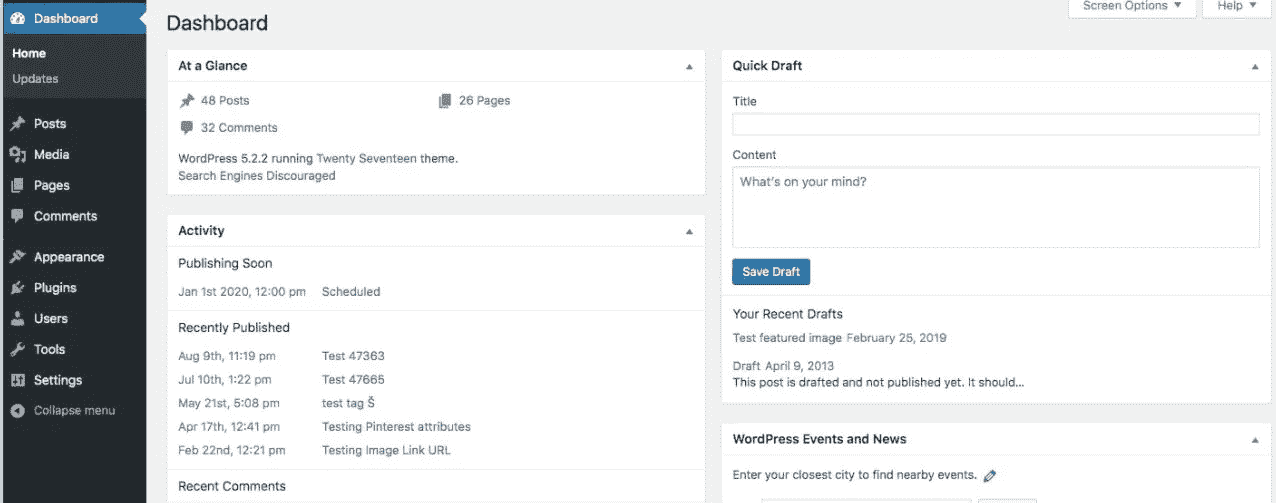 Dashboard
Home
Updates
Posts
Media
Pages
Comments
Appearance
Plugins
Users
Tools
Settings
Collapse menu
Screen Options
Help
Dashboard
At a Glance
48 Posts
26 Pages
32 Comments
WordPress 5.2.2 running Twenty Seventeen theme.
Search Engines Discouraged
Activity
Publishing Soon
Jan 1st 2020, 12:00 pm Scheduled
Recently Published
Aug 9th, 11:19 pm Test 47363
Jul 10th, 1:22 pm Test 47665
May 21st, 5:08 pm test tag Š
Apr 17th, 12:41 pm Testing Pinterest attributes
Feb 22nd, 12:21 pm Testing Image Link URL
Recent Comments
Quick Draft
Title
Content
What's on your mind?
Save Draft
Your Recent Drafts
Test featured image February 25, 2019
Draft April 9, 2013
This post is drafted and not published yet. It should...
WordPress Events and News
Enter your closest city to find nearby events.